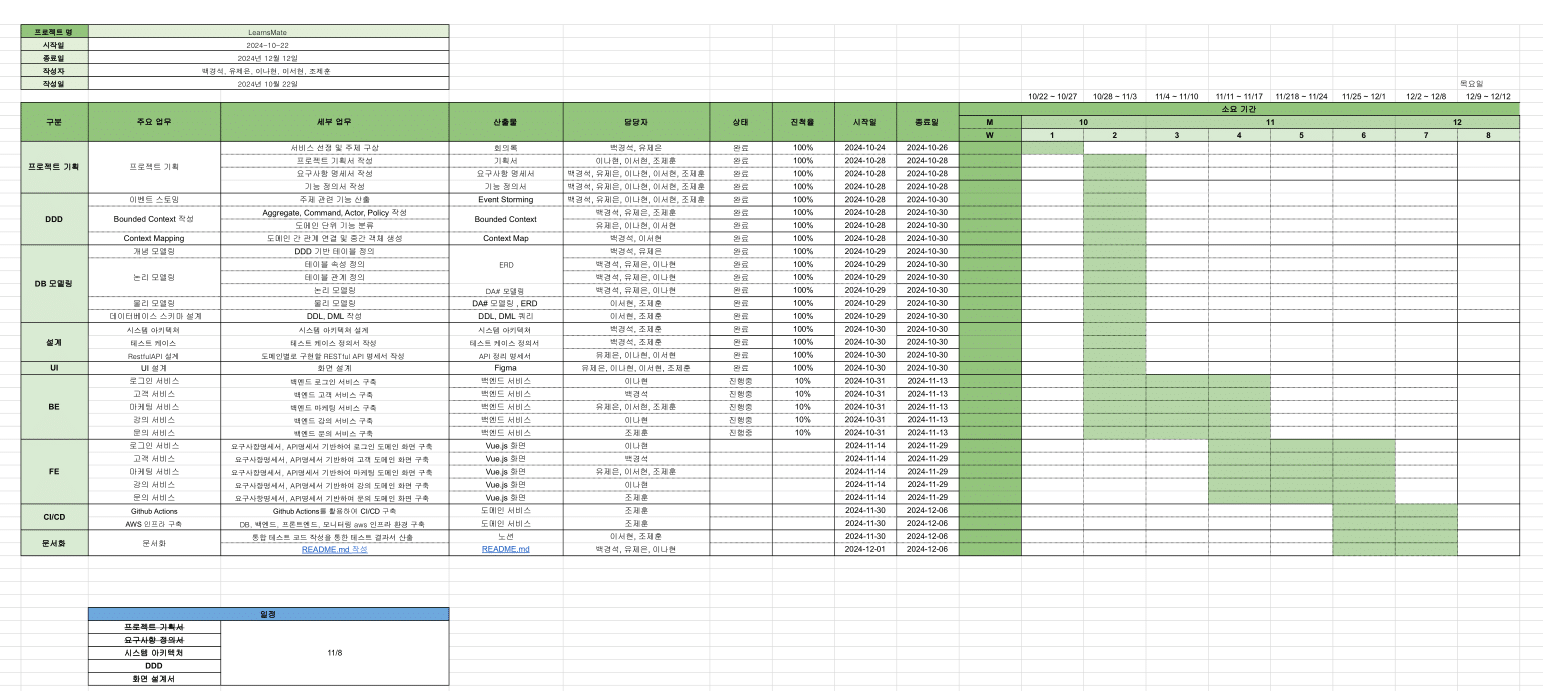 프로젝트 명 LearnsMate
시작일 2024-10-22
종료일 2024년 12월 12일
작성자 백경석, 유제은, 이나현, 이서현, 조제훈
작성일 2024년 10월 22일
목요일
10/22 ~ 10/27 10/28 ~ 11/3 11/4 ~ 11/10 11/11 ~ 11/17 11/218 ~ 11/24 11/25 ~ 12/1 12/2 ~ 12/8 12/9 ~ 12/12
구분 주요 업무 세부 업무 산출물 담당자 상태 진척율 시작일 종료일 소요 기간
M 10 11 12
W 1 2 3 4 5 6 7 8
프로젝트 기획 프로젝트 기획 서비스 선정 및 주제 구상 회의록 백경석, 유제은 완료 100% 2024-10-24 2024-10-26
프로젝트 기획서 작성 기획서 이나현, 이서현, 조제훈 완료 100% 2024-10-28 2024-10-28
요구사항 명세서 작성 요구사항 명세서 백경석, 유제은, 이나현, 이서현, 조제훈 완료 100% 2024-10-28 2024-10-28
기능 정의서 작성 기능 정의서 백경석, 유제은, 이나현, 이서현, 조제훈 완료 100% 2024-10-28 2024-10-28
DDD 이벤트 스토밍 주제 관련 기능 산출 Event Storming 백경석, 유제은, 이나현, 이서현, 조제훈 완료 100% 2024-10-28 2024-10-30
Bounded Context 작성 Aggregate, Command, Actor, Policy 작성 Bounded Context 백경석, 유제은, 조제훈 완료 100% 2024-10-28 2024-10-30
도메인 단위 기능 분류 유제은, 이나현, 이서현 완료 100% 2024-10-28 2024-10-30
Context Mapping 도메인 간 관계 연결 및 중간 객체 생성 Context Map 백경석, 이서현 완료 100% 2024-10-28 2024-10-30
DB 모델링 개념 모델링 DDD 기반 테이블 정의 ERD 백경석, 유제은 완료 100% 2024-10-29 2024-10-30
논리 모델링 테이블 속성 정의 백경석, 유제은, 이나현 완료 100% 2024-10-29 2024-10-30
테이블 관계 정의 백경석, 유제은, 이나현 완료 100% 2024-10-29 2024-10-30
논리 모델링 DA# 모델링 백경석, 유제은, 이나현 완료 100% 2024-10-29 2024-10-30
물리 모델링 물리 모델링 DA# 모델링 , ERD 이서현, 조제훈 완료 100% 2024-10-29 2024-10-30
데이터베이스 스키마 설계 DDL, DML 작성 DDL, DML 쿼리 이서현, 조제훈 완료 100% 2024-10-29 2024-10-30
설계 시스템 아키텍처 시스템 아키텍처 설계 시스템 아키텍처 백경석, 조제훈 완료 100% 2024-10-30 2024-10-30
테스트 케이스 테스트 케이스 정의서 작성 테스트 케이스 정의서 백경석, 조제훈 완료 100% 2024-10-30 2024-10-30
RestfulAPI 설계 도메인별로 구현할 RESTful API 명세서 작성 API 정리 명세서 유제은, 이나현, 이서현 완료 100% 2024-10-30 2024-10-30
UI UI 설계 화면 설계 Figma 유제은, 이나현, 이서현, 조제훈 완료 100% 2024-10-30 2024-10-30
BE 로그인 서비스 백엔드 로그인 서비스 구축 백엔드 서비스 이나현 진행중 10% 2024-10-31 2024-11-13
고객 서비스 백엔드 고객 서비스 구축 백엔드 서비스 백경석 진행중 10% 2024-10-31 2024-11-13
마케팅 서비스 백엔드 마케팅 서비스 구축 백엔드 서비스 유제은, 이서현, 조제훈 진행중 10% 2024-10-31 2024-11-13
강의 서비스 백엔드 강의 서비스 구축 백엔드 서비스 이나현 진행중 10% 2024-10-31 2024-11-13
문의 서비스 백엔드 문의 서비스 구축 백엔드 서비스 조제훈 진행중 10% 2024-10-31 2024-11-13
FE 로그인 서비스 요구사항명세서, API명세서 기반하여 로그인 도메인 화면 구축 Vue.js 화면 이나현 2024-11-14 2024-11-29
고객 서비스 요구사항명세서, API명세서 기반하여 고객 도메인 화면 구축 Vue.js 화면 백경석 2024-11-14 2024-11-29
마케팅 서비스 요구사항명세서, API명세서 기반하여 마케팅 도메인 화면 구축 Vue.js 화면 유제은, 이서현, 조제훈 2024-11-14 2024-11-29
강의 서비스 요구사항명세서, API명세서 기반하여 강의 도메인 화면 구축 Vue.js 화면 이나현 2024-11-14 2024-11-29
문의 서비스 요구사항명세서, API명세서 기반하여 문의 도메인 화면 구축 Vue.js 화면 조제훈 2024-11-14 2024-11-29
CI/CD Github Actions Github Actions를 활용하여 CI/CD 구축 도메인 서비스 조제훈 2024-11-30 2024-12-06
AWS 인프라 구축 DB, 백엔드, 프론트엔드, 모니터링 aws 인프라 환경 구축 도메인 서비스 조제훈 2024-11-30 2024-12-06
문서화 문서화 통합 테스트 코드 작성을 통한 테스트 결과서 산출 노션 이서현, 조제훈 2024-11-30 2024-12-06
README.md 작성 README.md 백경석, 유제은, 이나현 2024-12-01 2024-12-06
일정
프로젝트 기획서
요구사항 정의서
시스템 아키텍처 11/8
DDD
화면 설계서